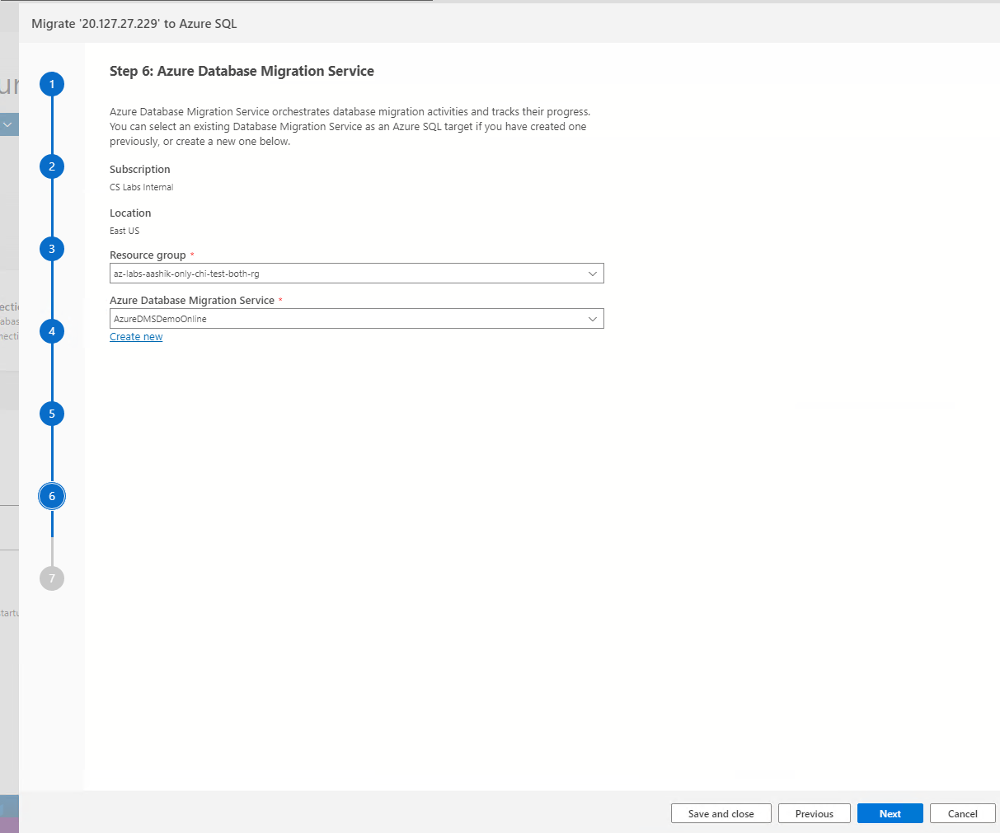 Migrate '20.127.27.229' to Azure SQL
1
2
3
4
5
6
7
Step 6: Azure Database Migration Service
Azure Database Migration Service orchestrates database migration activities and tracks their progress.
You can select an existing Database Migration Service as an Azure SQL target if you have created one
previously, or create a new one below.
Subscription
CS Labs Internal
Location
East US
Resource group *
az-labs-aashik-only-chi-test-both-rg
Azure Database Migration Service *
AzureDMSDemoOnline
Create new
Save and close
Previous
Next
Cancel